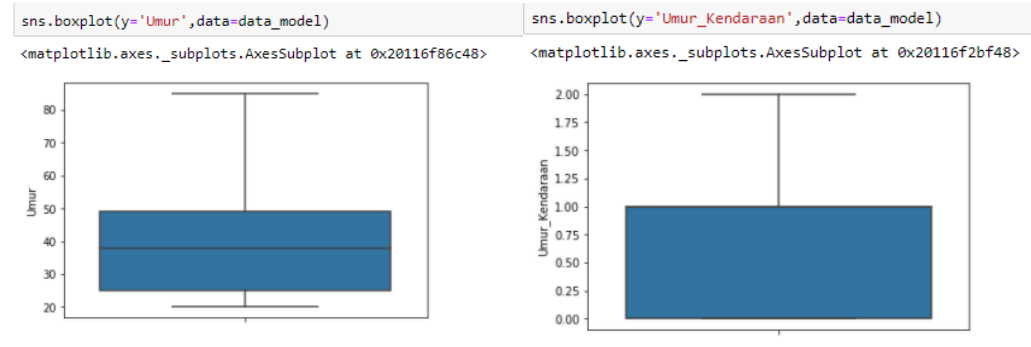 sns.boxplot(y='Umur',data=data_model)
<matplotlib.axes._subplots.AxesSubplot at 0x20116f86c48>
80
70
60
50
40
30
20
Umur
sns.boxplot(y='Umur_Kendaraan',data=data_model)
<matplotlib.axes._subplots.AxesSubplot at 0x20116f2bf48>
2.00
1.75
1.50
1.25
1.00
0.75
0.50
0.25
0.00
Umur_Kendaraan